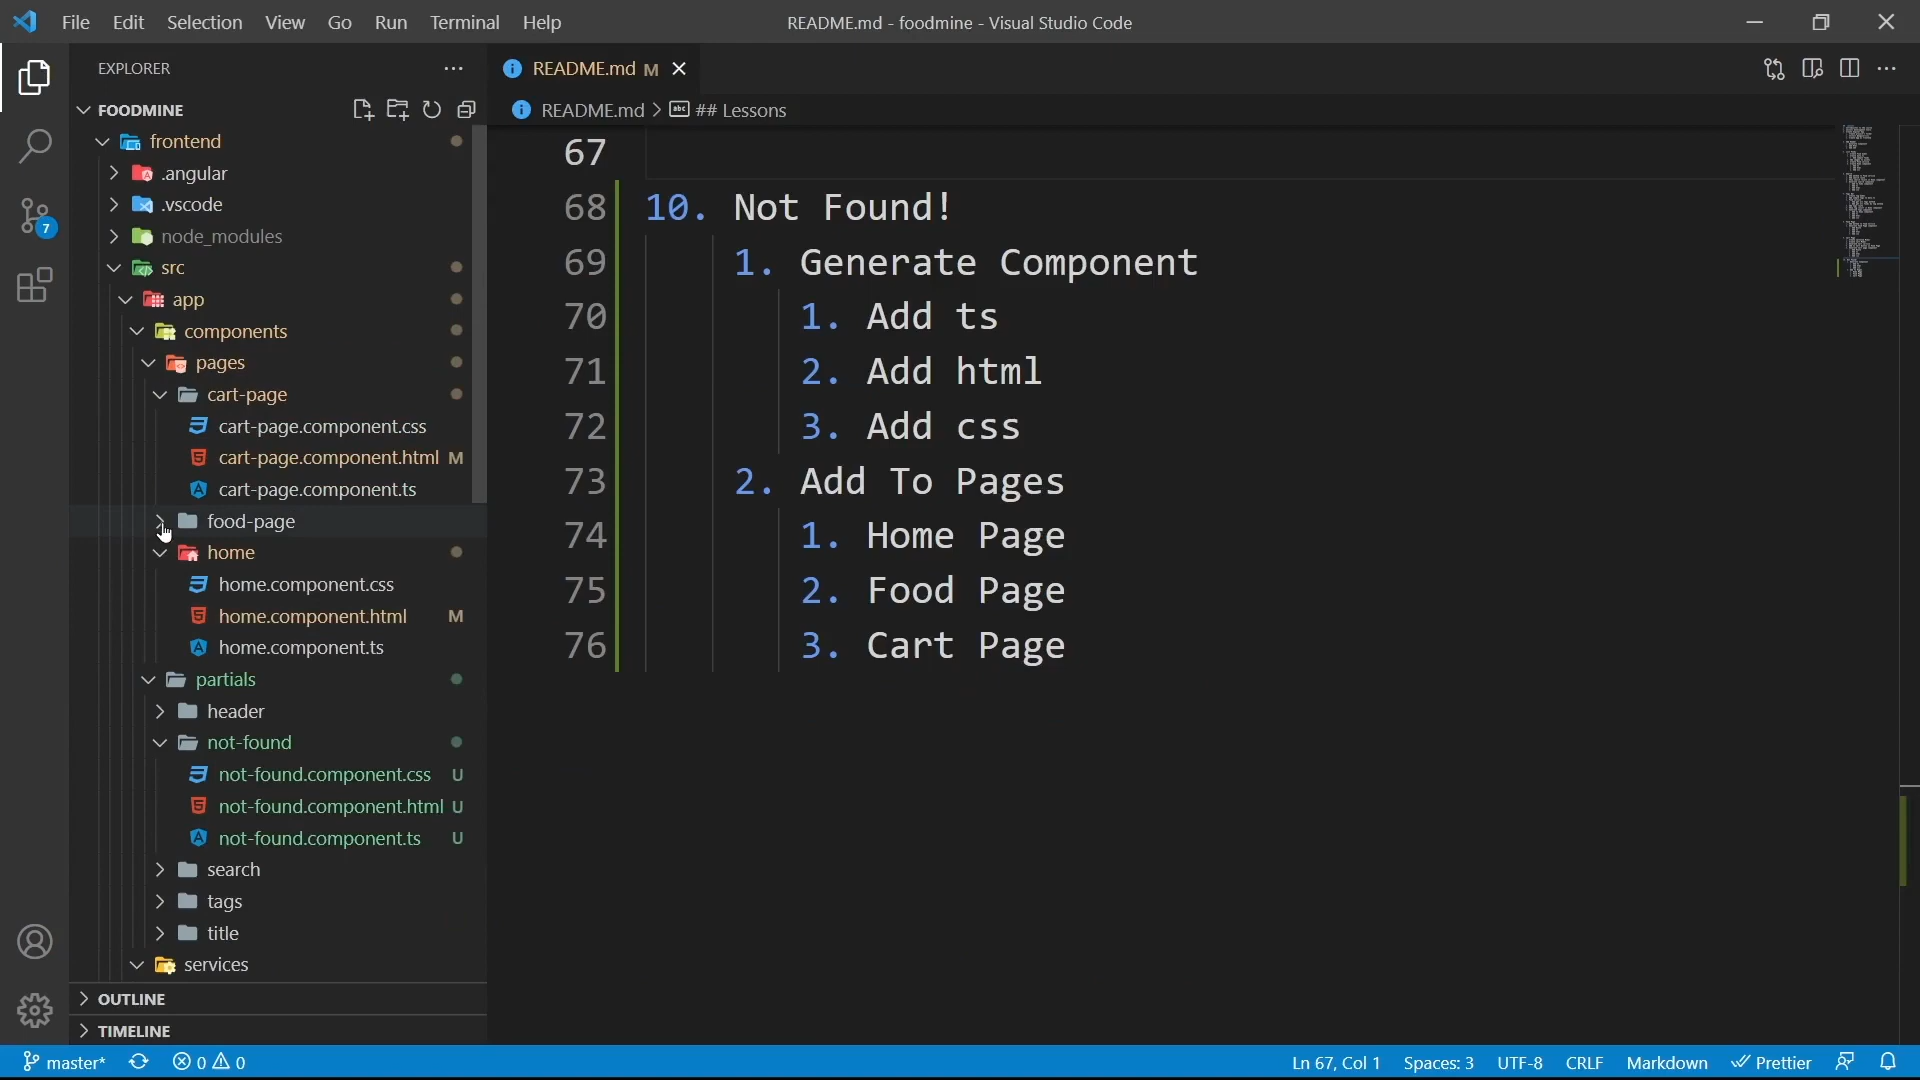 File Edit Selection View Go Run Terminal Help
README.md - foodmine - Visual Studio Code
EXPLORER
README.md M
FOODMINE
README.md > ## Lessons
frontend
.angular
.vscode
node_modules
src
app
components
pages
cart-page
cart-page.component.css
cart-page.component.html M
cart-page.component.ts
food-page
home
home.component.css
home.component.html M
home.component.ts
partials
header
not-found
not-found.component.css U
not-found.component.html U
not-found.component.ts U
search
tags
title
services
OUTLINE
TIMELINE
7
67
68 10. Not Found!
69 1. Generate Component
70 1. Add ts
71 2. Add html
72 3. Add css
73 2. Add To Pages
74 1. Home Page
75 2. Food Page
76 3. Cart Page
master* 0 0 Ln 67, Col 1 Spaces: 3 UTF-8 CRLF Markdown Prettier